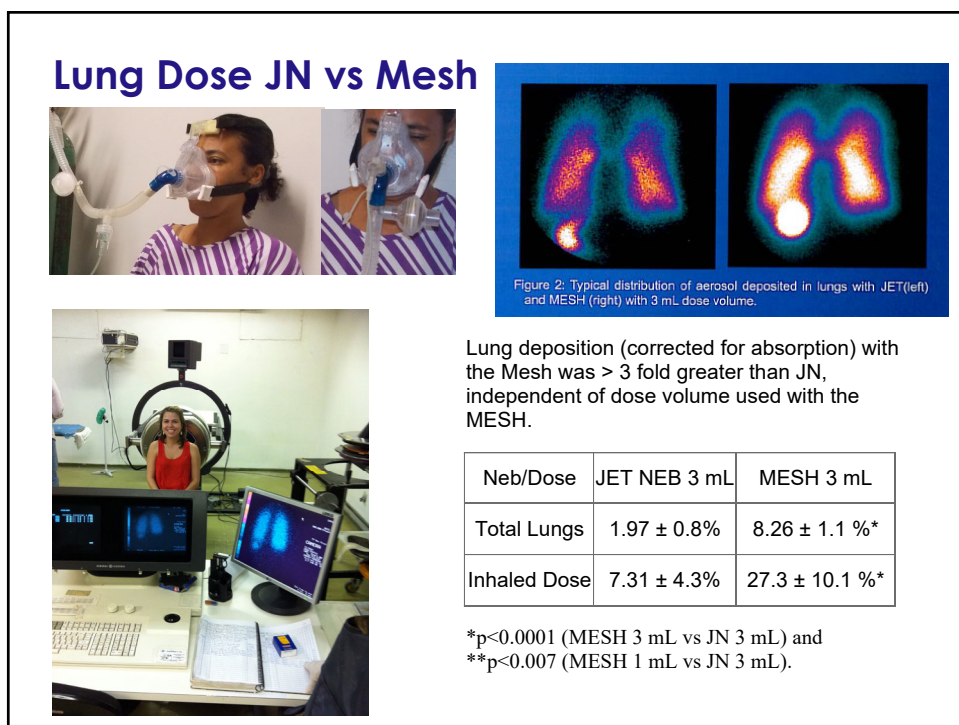 Lung Dose JN vs Mesh
Figure 2: Typical distribution of aerosol deposited in lungs with JET(left)
and MESH (right) with 3 mL dose volume.
Lung deposition (corrected for absorption) with
the Mesh was > 3 fold greater than JN,
independent of dose volume used with the
MESH.
Neb/Dose JET NEB 3 mL MESH 3 mL
Total Lungs 1.97 ± 0.8% 8.26 ± 1.1 %*
Inhaled Dose 7.31 ± 4.3% 27.3 ± 10.1 %*
*p<0.0001 (MESH 3 mL vs JN 3 mL) and
**p<0.007 (MESH 1 mL vs JN 3 mL).